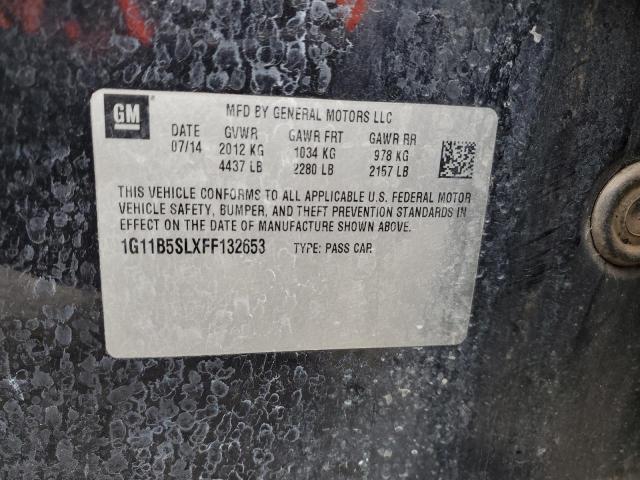 GM
MFD BY GENERAL MOTORS LLC
DATE GVWR GAWR FRT GAWR RR
07/14 2012 KG 1034 KG 978 KG
4437 LB 2280 LB 2157 LB
THIS VEHICLE CONFORMS TO ALL APPLICABLE U.S. FEDERAL MOTOR
VEHICLE SAFETY, BUMPER, AND THEFT PREVENTION STANDARDS IN
EFFECT ON THE DATE OF MANUFACTURE SHOWN ABOVE.
1G11B5SLXFF132653 TYPE: PASS CAR